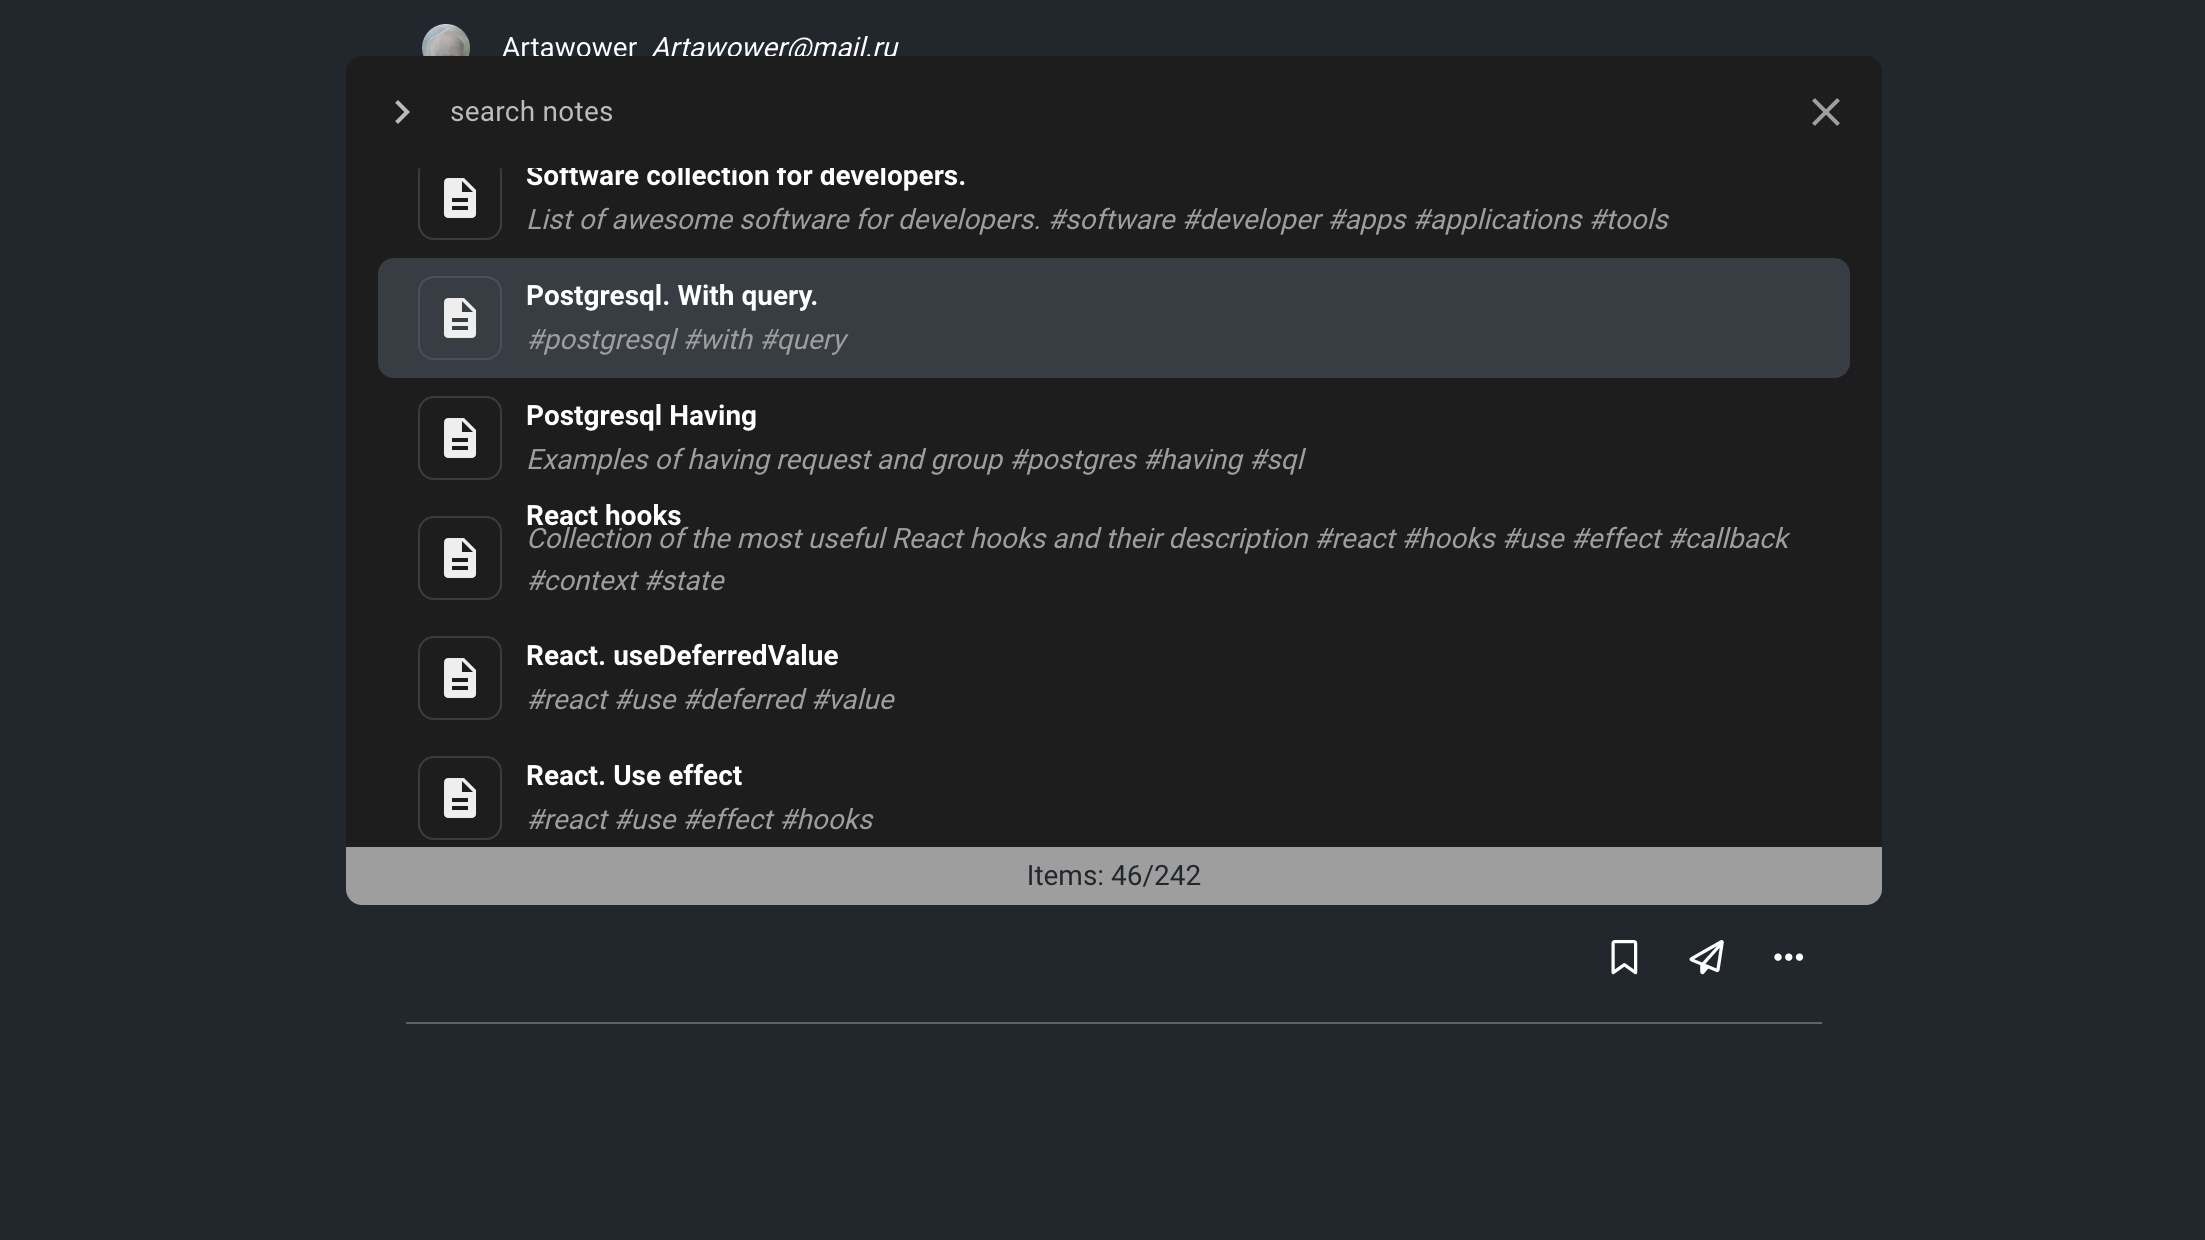 Artawower Artawower@mail.ru
search notes
Software collection for developers.
List of awesome software for developers. #software #developer #apps #applications #tools
Postgresql. With query.
#postgresql #with #query
Postgresql Having
Examples of having request and group #postgres #having #sql
React hooks
Collection of the most useful React hooks and their description #react #hooks #use #effect #callback
#context #state
React. useDeferredValue
#react #use #deferred #value
React. Use effect
#react #use #effect #hooks
Items: 46/242